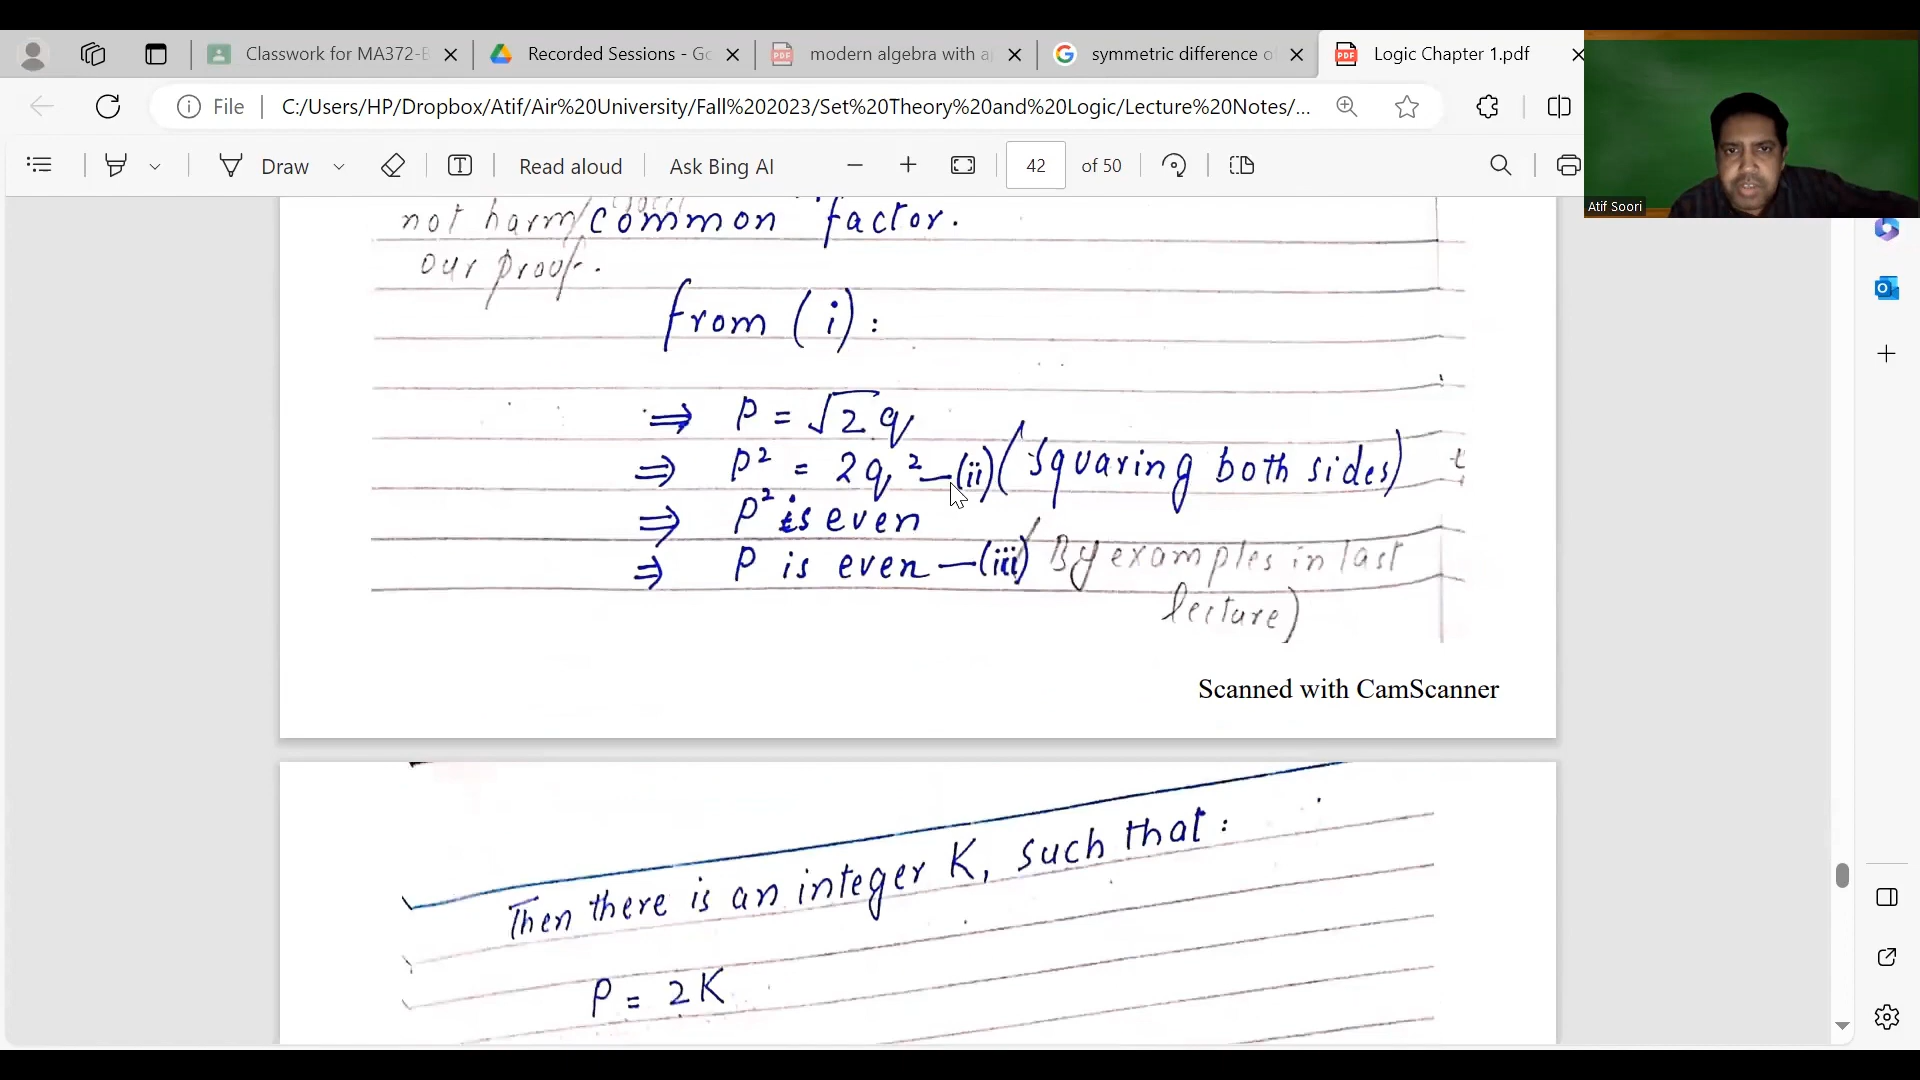 Classwork for MA372-B
Recorded Sessions - Go
modern algebra with a
symmetric difference o
Logic Chapter 1.pdf
File
C:/Users/HP/Dropbox/Atif/Air%20University/Fall%202023/Set%20Theory%20and%20Logic/Lecture%20Notes/...
Draw
Read aloud
Ask Bing AI
42
of 50
Atif Soori
not harm common factor.
our proof.
from (i):
⇒ P = √2 q
⇒ P² = 2q² —(ii) (Squaring both sides)
⇒ P² is even
⇒ P is even —(iii) (By examples in last
lecture)
Scanned with CamScanner
Then there is an integer K, such that:
P = 2K